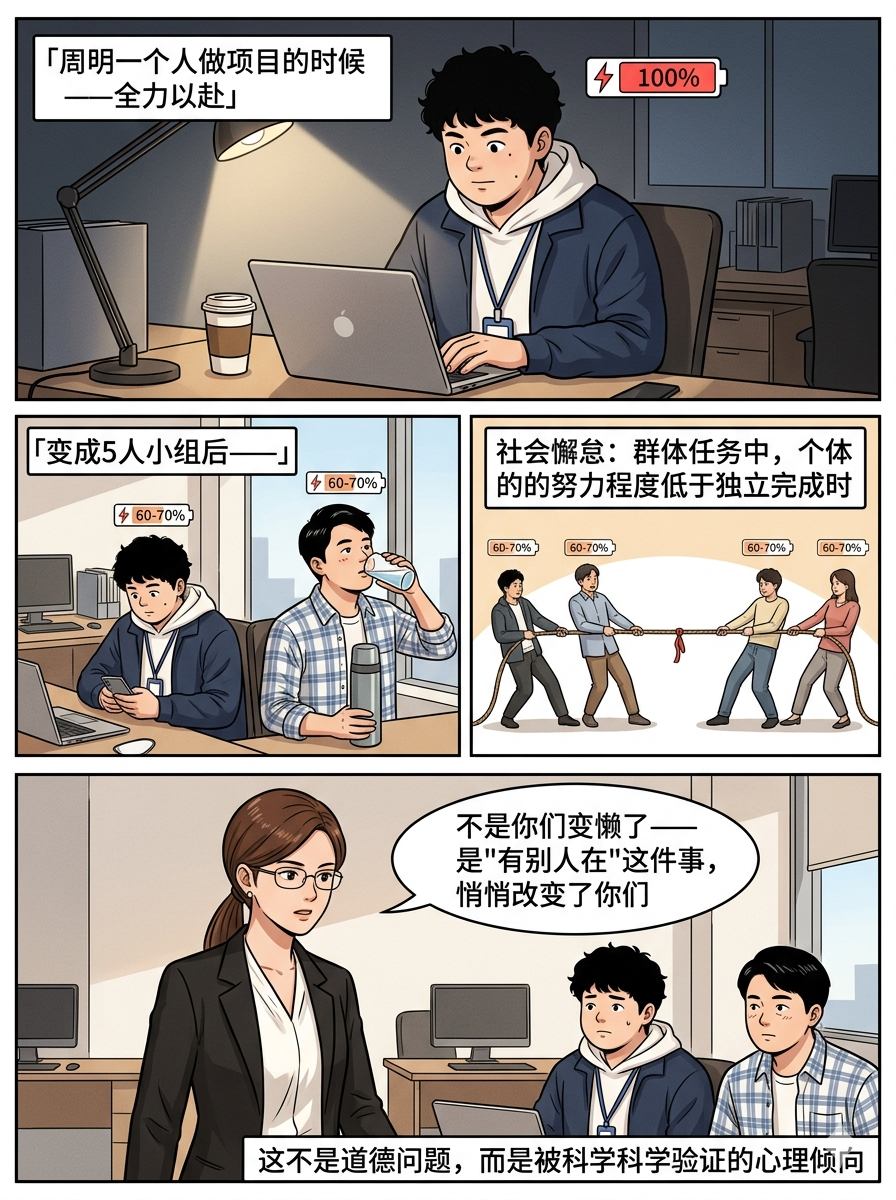 「周明一个人做项目的时候
——全力以赴」
100%
「变成5人小组后——」
60-70%
60-70%
社会懈怠：群体任务中，个体
的的努力程度低于独立完成时
6D-70%
60-70%
60-70%
60-70%
不是你们变懒了——
是"有别人在"这件事，
悄悄改变了你们
这不是道德问题，而是被科学科学验证的心理倾向